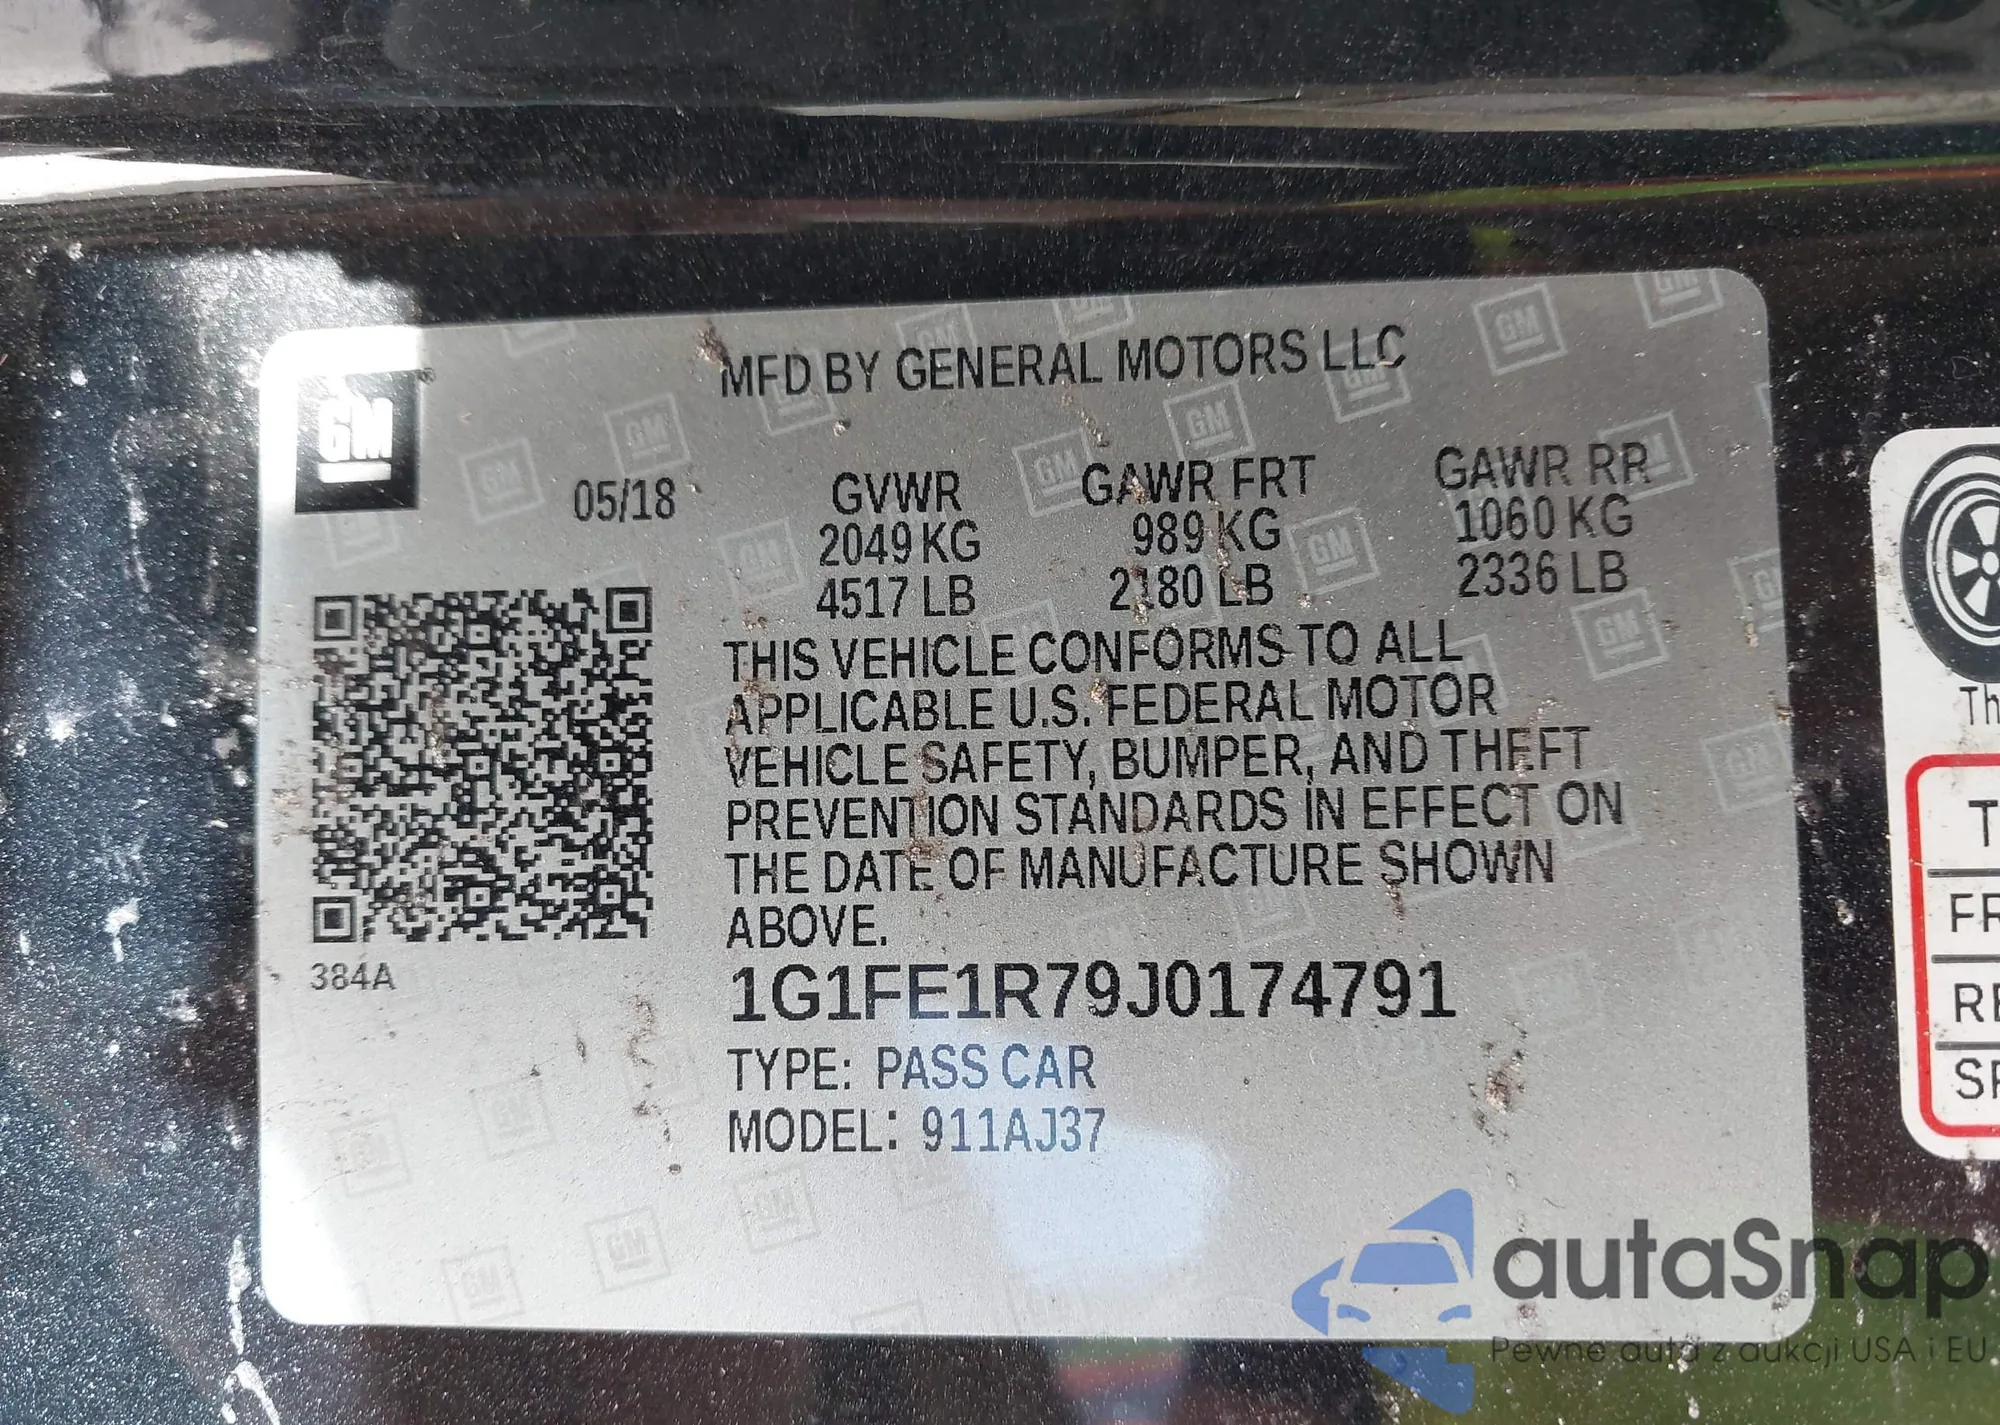 MFD BY GENERAL MOTORS LLC
GM
05/18
GVWR
2049 KG
4517 LB
GAWR FRT
989 KG
2180 LB
GAWR RR
1060 KG
2336 LB
THIS VEHICLE CONFORMS TO ALL
APPLICABLE U.S. FEDERAL MOTOR
VEHICLE SAFETY, BUMPER, AND THEFT
PREVENTION STANDARDS IN EFFECT ON
THE DATE OF MANUFACTURE SHOWN
ABOVE.
384A
1G1FE1R79J0174791
TYPE: PASS CAR
MODEL: 911AJ37
autaSnap
Pewne auta z aukcji USA i EU